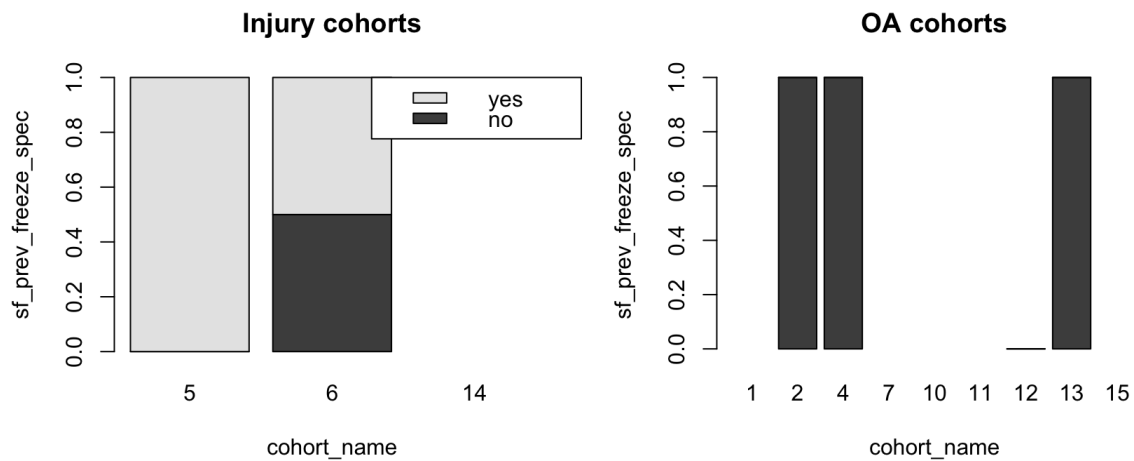 Injury cohorts
sf_prev_freeze_spec
1.0
0.8
0.6
0.4
0.2
0.0
yes
no
5 6 14
cohort_name
OA cohorts
sf_prev_freeze_spec
1.0
0.8
0.6
0.4
0.2
0.0
1 2 4 7 10 11 12 13 15
cohort_name